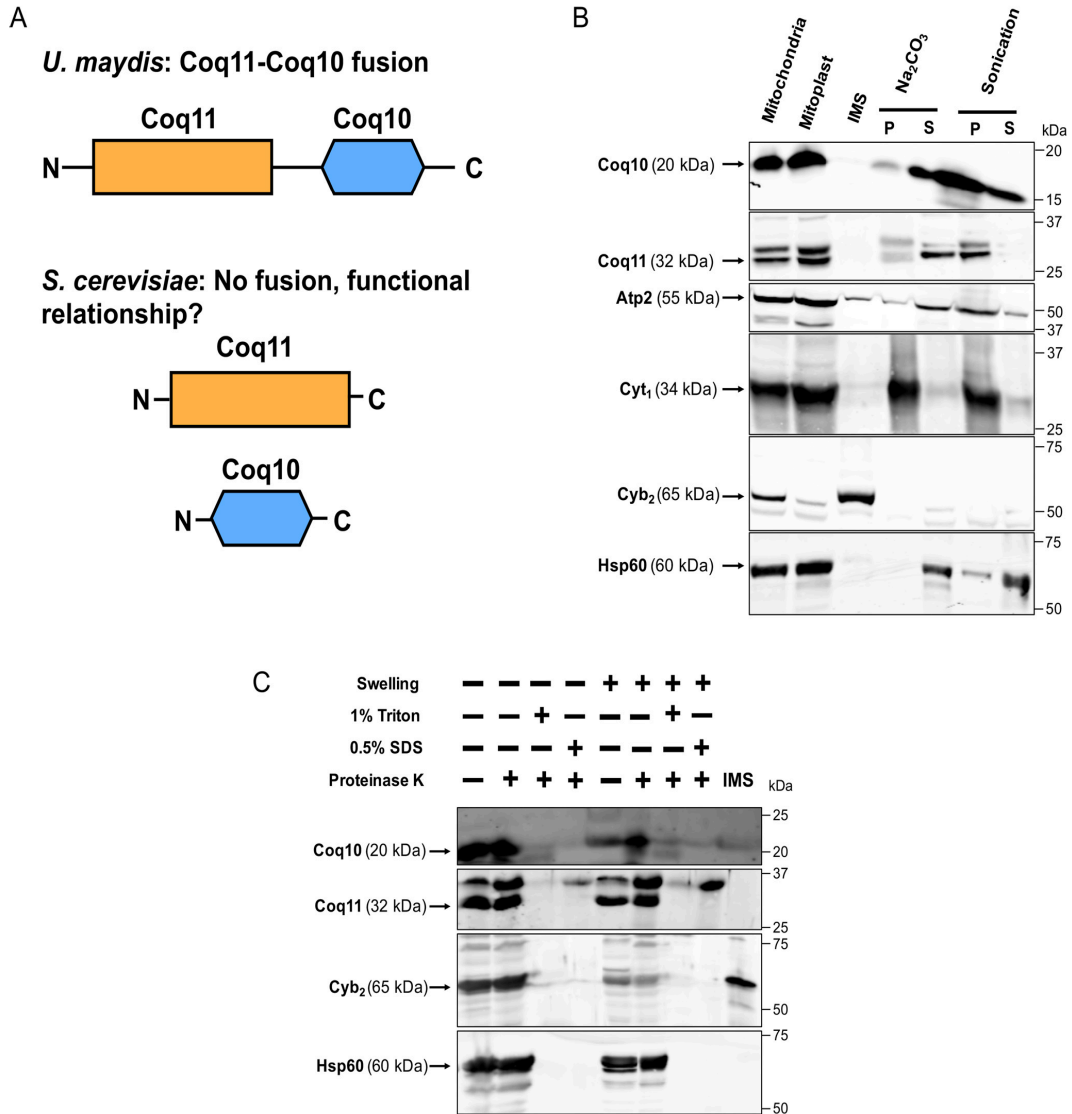 A
U. maydis: Coq11-Coq10 fusion
Coq11 Coq10
N C
S. cerevisiae: No fusion, functional
relationship?
Coq11
N C
Coq10
N C
B
Mitochondria Mitoplast IMS Na2CO3 Sonication
P S P S kDa
Coq10 (20 kDa) 20
15
37
Coq11 (32 kDa) 25
Atp2 (55 kDa) 50
37
37
Cyt1 (34 kDa)
25
75
Cyb2 (65 kDa)
50
75
Hsp60 (60 kDa)
50
C
Swelling − − − − + + + +
1% Triton − − + − − − + −
0.5% SDS − − − + − − − +
Proteinase K − + + + − + + + IMS kDa
25
Coq10 (20 kDa) 20
37
Coq11 (32 kDa)
25
75
Cyb2 (65 kDa)
50
75
Hsp60 (60 kDa)
50